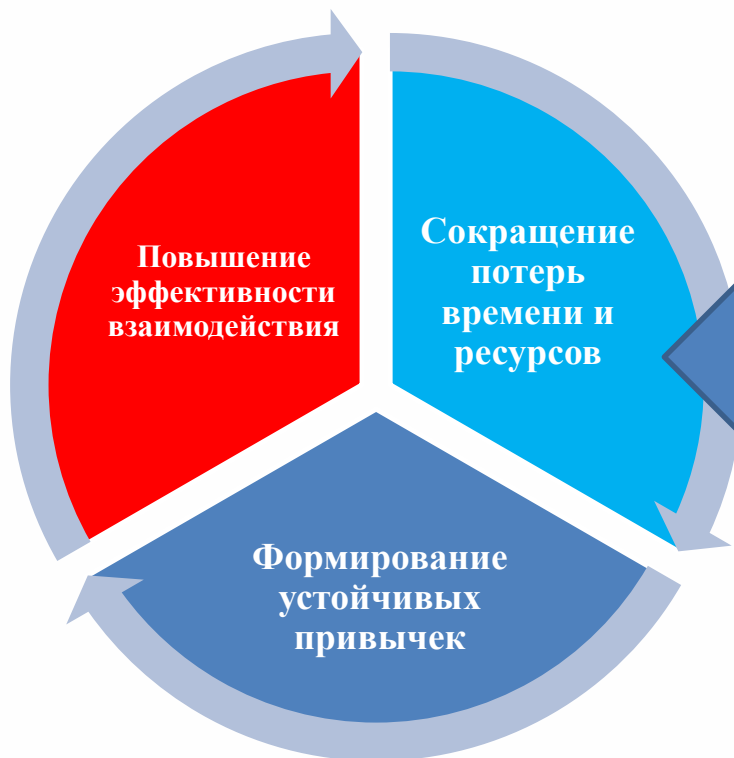 Повышение
эффективности
взаимодействия
Сокращение
потерь
времени и
ресурсов
Формирование
устойчивых
привычек